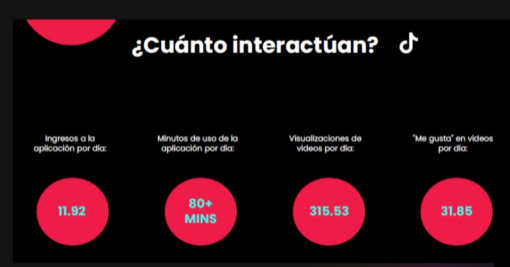 ¿Cuánto interactúan?
Ingresos a la
aplicación por día:
Minutos de uso de la
aplicación por día:
Visualizaciones de
videos por día:
"Me gusta" en videos
por día:
11.92
80+
MINS
315.53
31.85